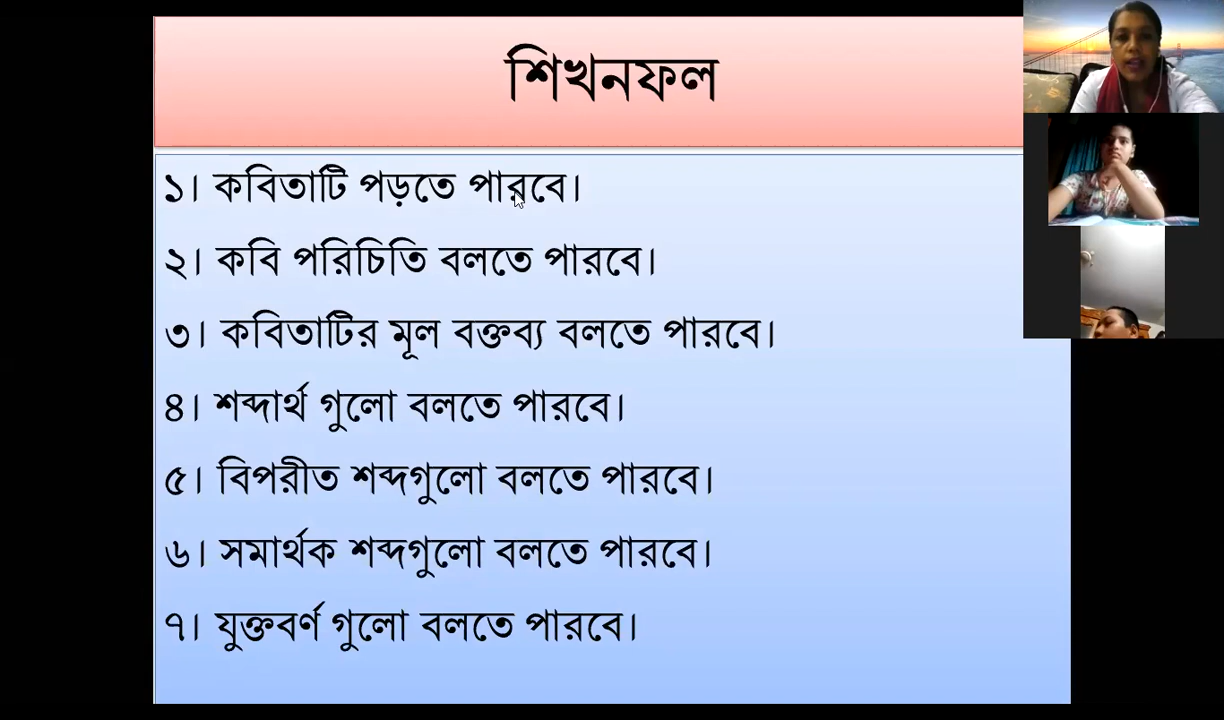 শিখনফল
১। কবিতাটি পড়তে পারবে।
২। কবি পরিচিতি বলতে পারবে।
৩। কবিতাটির মূল বক্তব্য বলতে পারবে।
৪। শব্দার্থ গুলো বলতে পারবে।
৫। বিপরীত শব্দগুলো বলতে পারবে।
৬। সমার্থক শব্দগুলো বলতে পারবে।
৭। যুক্তবর্ণ গুলো বলতে পারবে।